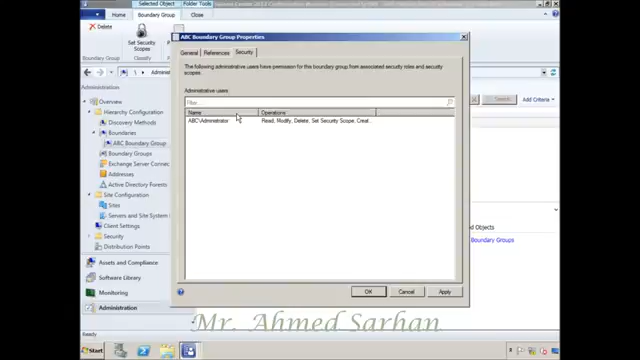 Selected Object
Folder Tools
Home
Boundary Group
Close
Delete
Set Security Scopes
Boundary Group
Classify
Administration
Overview
Hierarchy Configuration
Discovery Methods
Boundaries
ABC Boundary Group
Boundary Groups
Exchange Server Connec
Addresses
Active Directory Forests
Site Configuration
Sites
Servers and Site System
Client Settings
Security
Distribution Points
Assets and Compliance
Software Library
Monitoring
Administration
Ready
ABC Boundary Group Properties
General
References
Security
The following administrative users have permission for this boundary group from associated security roles and security
scopes.
Administrative users
Filter...
Name
Operations
ABC\Administrator
Read, Modify, Delete, Set Security Scope, Creat...
OK
Cancel
Apply
Search
Add Criteria
Objects
Boundary Groups
Mr. Ahmed Sarhan
Start